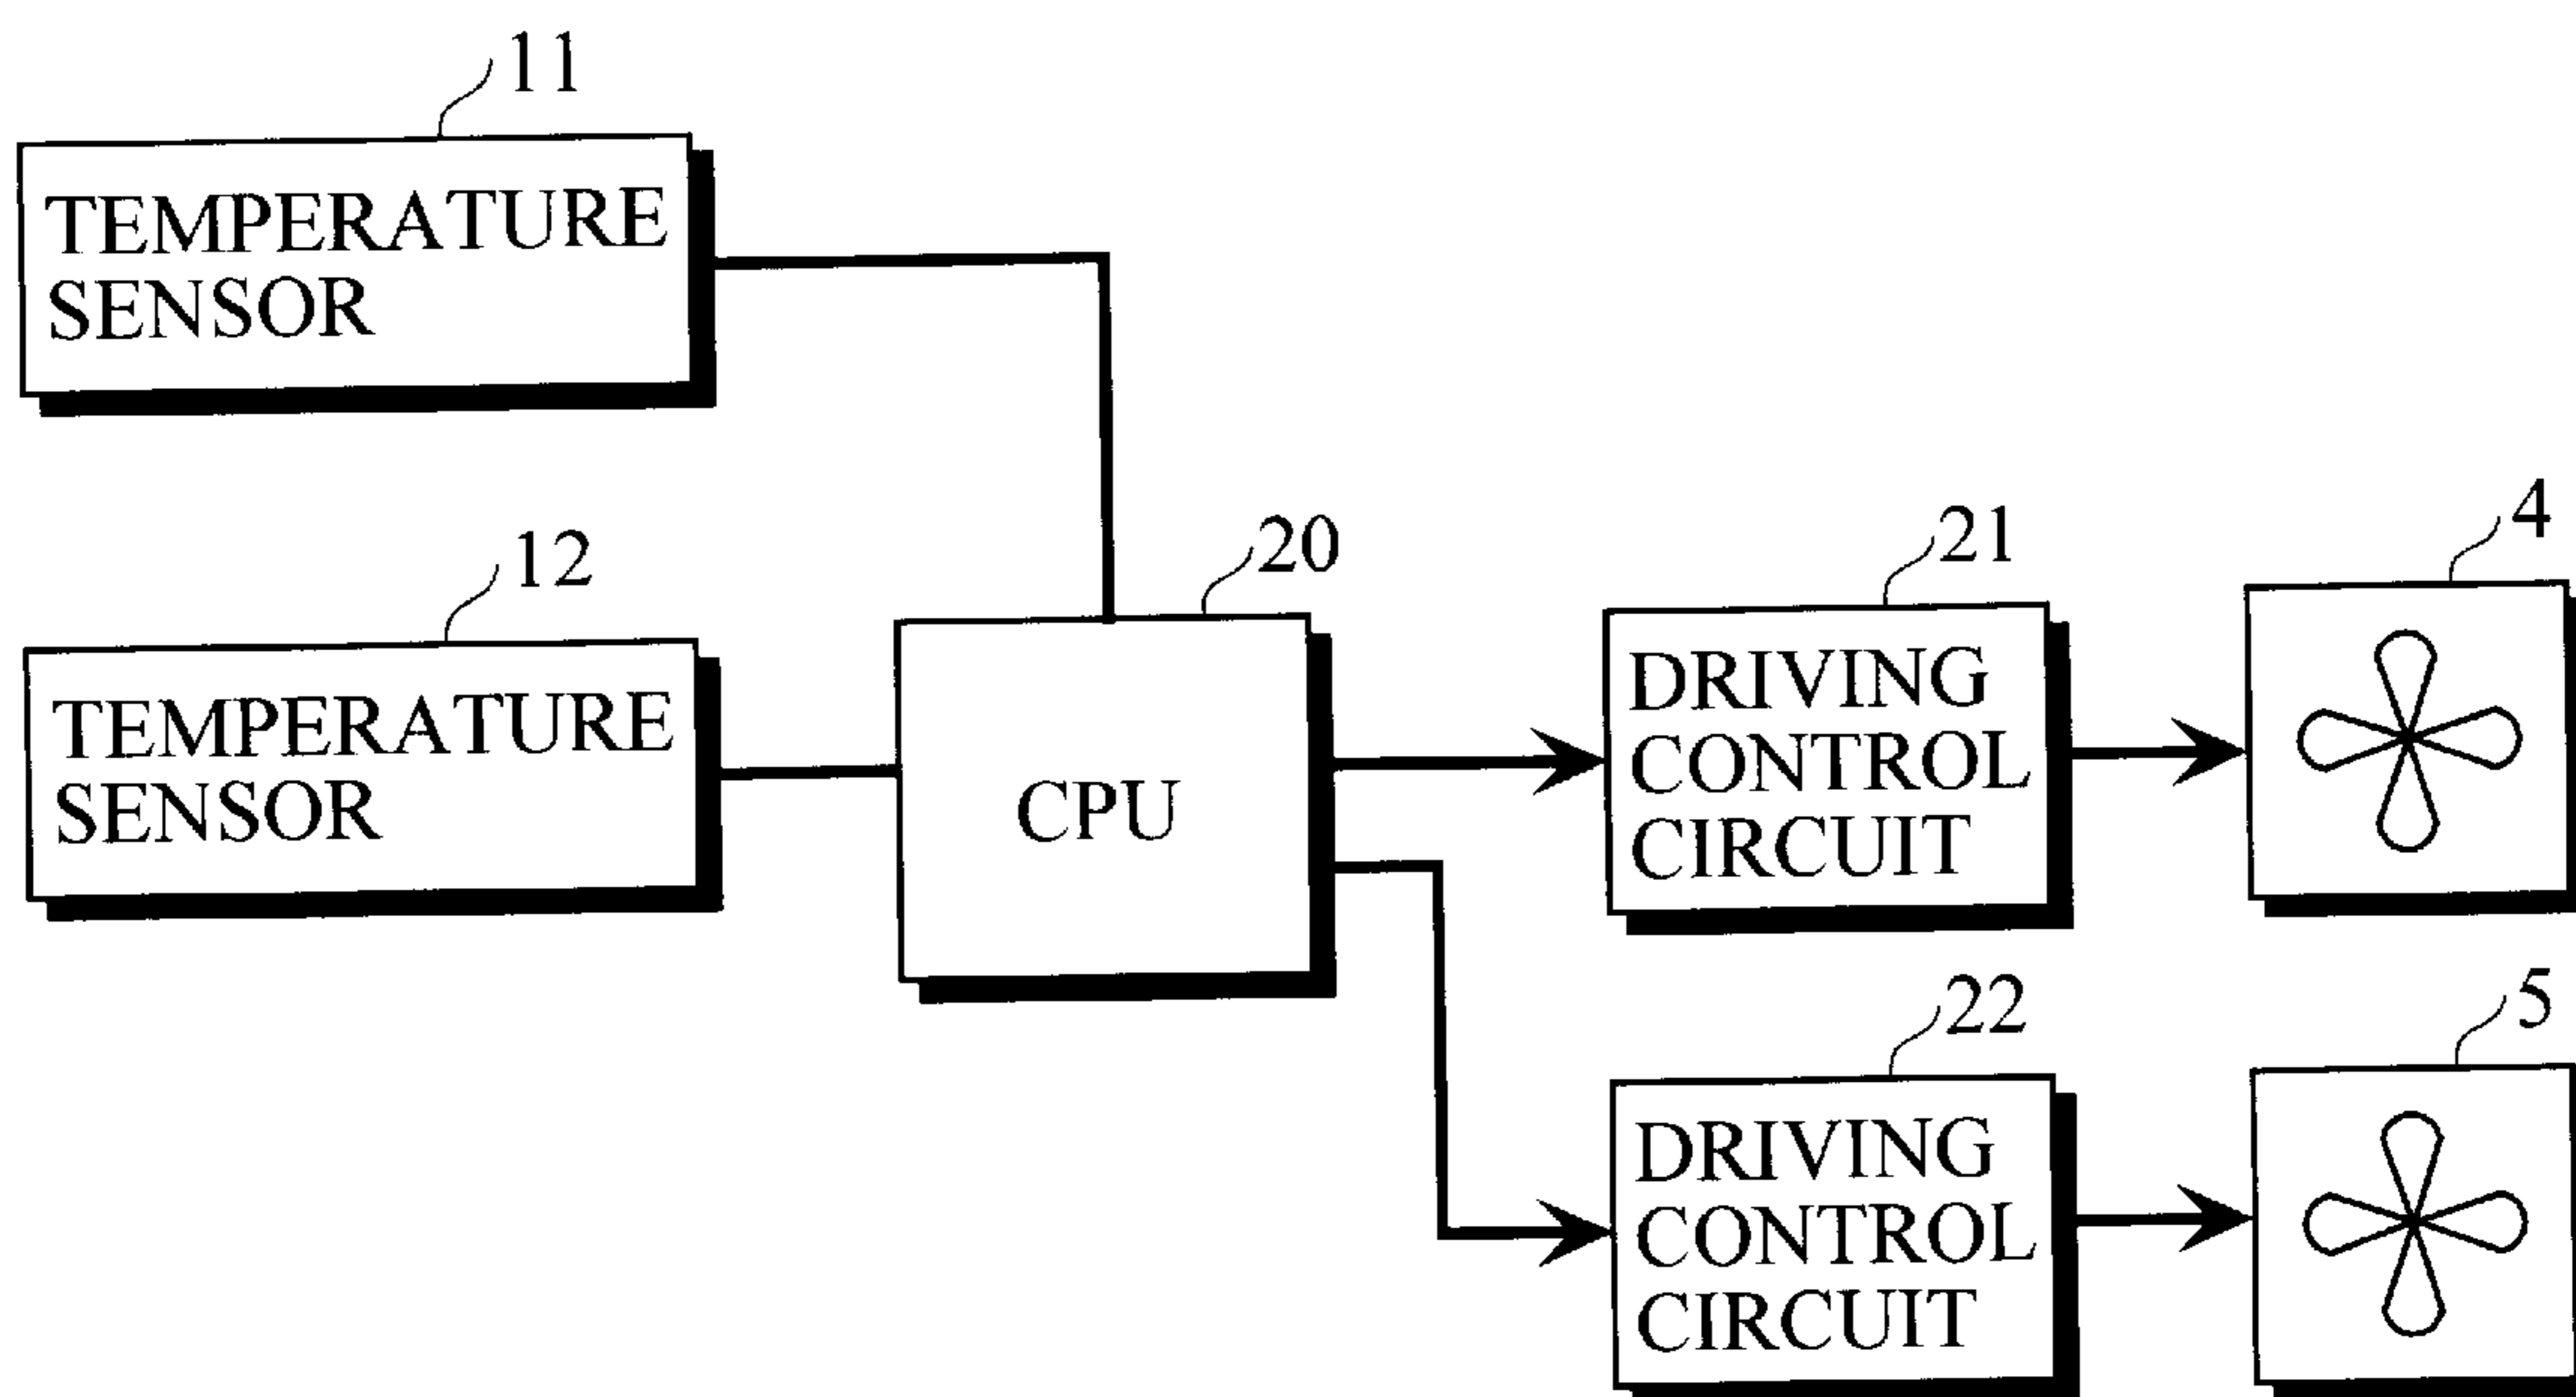 11
TEMPERATURE
SENSOR
12
TEMPERATURE
SENSOR
20
CPU
21
DRIVING
CONTROL
CIRCUIT
4
22
DRIVING
CONTROL
CIRCUIT
5